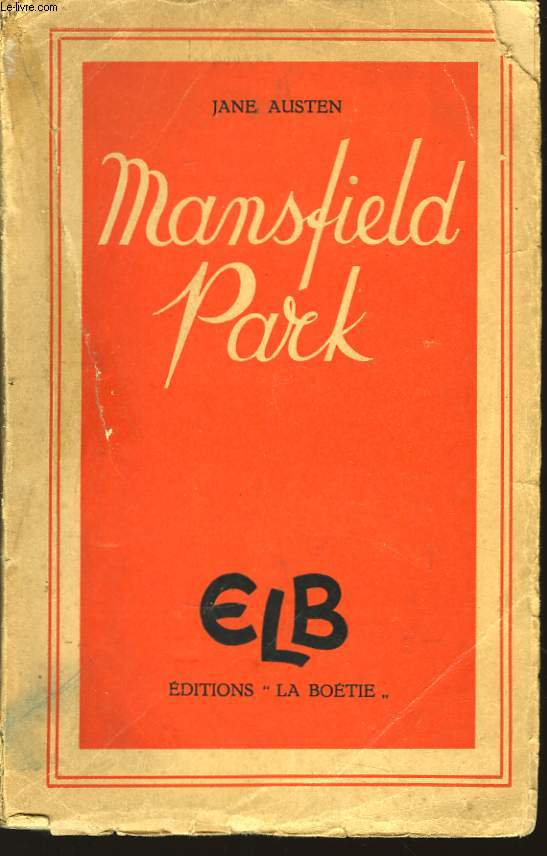 Le-livre.com
JANE AUSTEN
Mansfield
Park
ELB
ÉDITIONS " LA BOÉTIE „